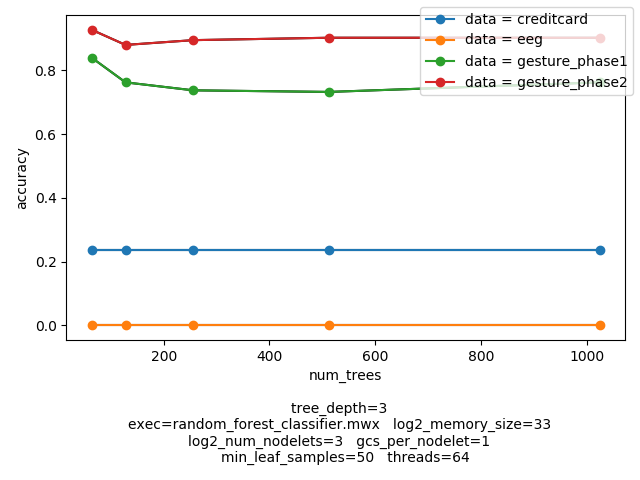 data = creditcard
data = eeg
data = gesture_phase1
data = gesture_phase2
0.8
0.6
0.4
0.2
0.0
accuracy
200 400 600 800 1000
num_trees
tree_depth=3
exec=random_forest_classifier.mwx log2_memory_size=33
log2_num_nodelets=3 gcs_per_nodelet=1
min_leaf_samples=50 threads=64